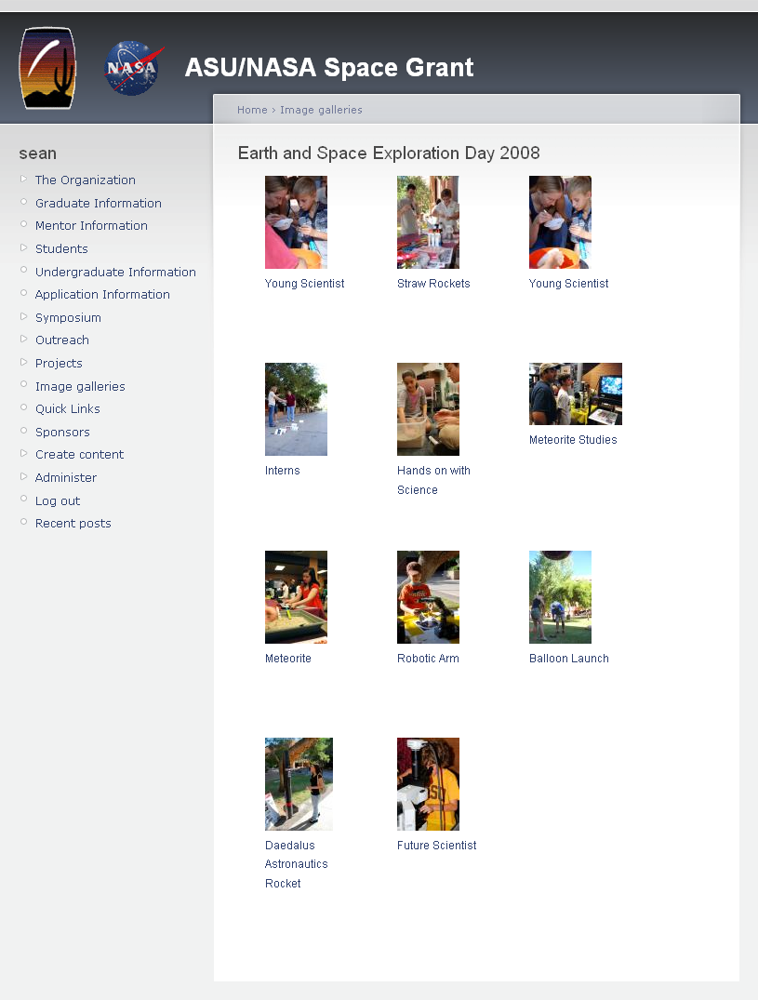 NASA
ASU/NASA Space Grant
Home › Image galleries
sean
The Organization
Graduate Information
Mentor Information
Students
Undergraduate Information
Application Information
Symposium
Outreach
Projects
Image galleries
Quick Links
Sponsors
Create content
Administer
Log out
Recent posts
Earth and Space Exploration Day 2008
Young Scientist
Straw Rockets
Young Scientist
Interns
Hands on with
Science
Meteorite Studies
Meteorite
Robotic Arm
Balloon Launch
Daedalus
Astronautics
Rocket
Future Scientist